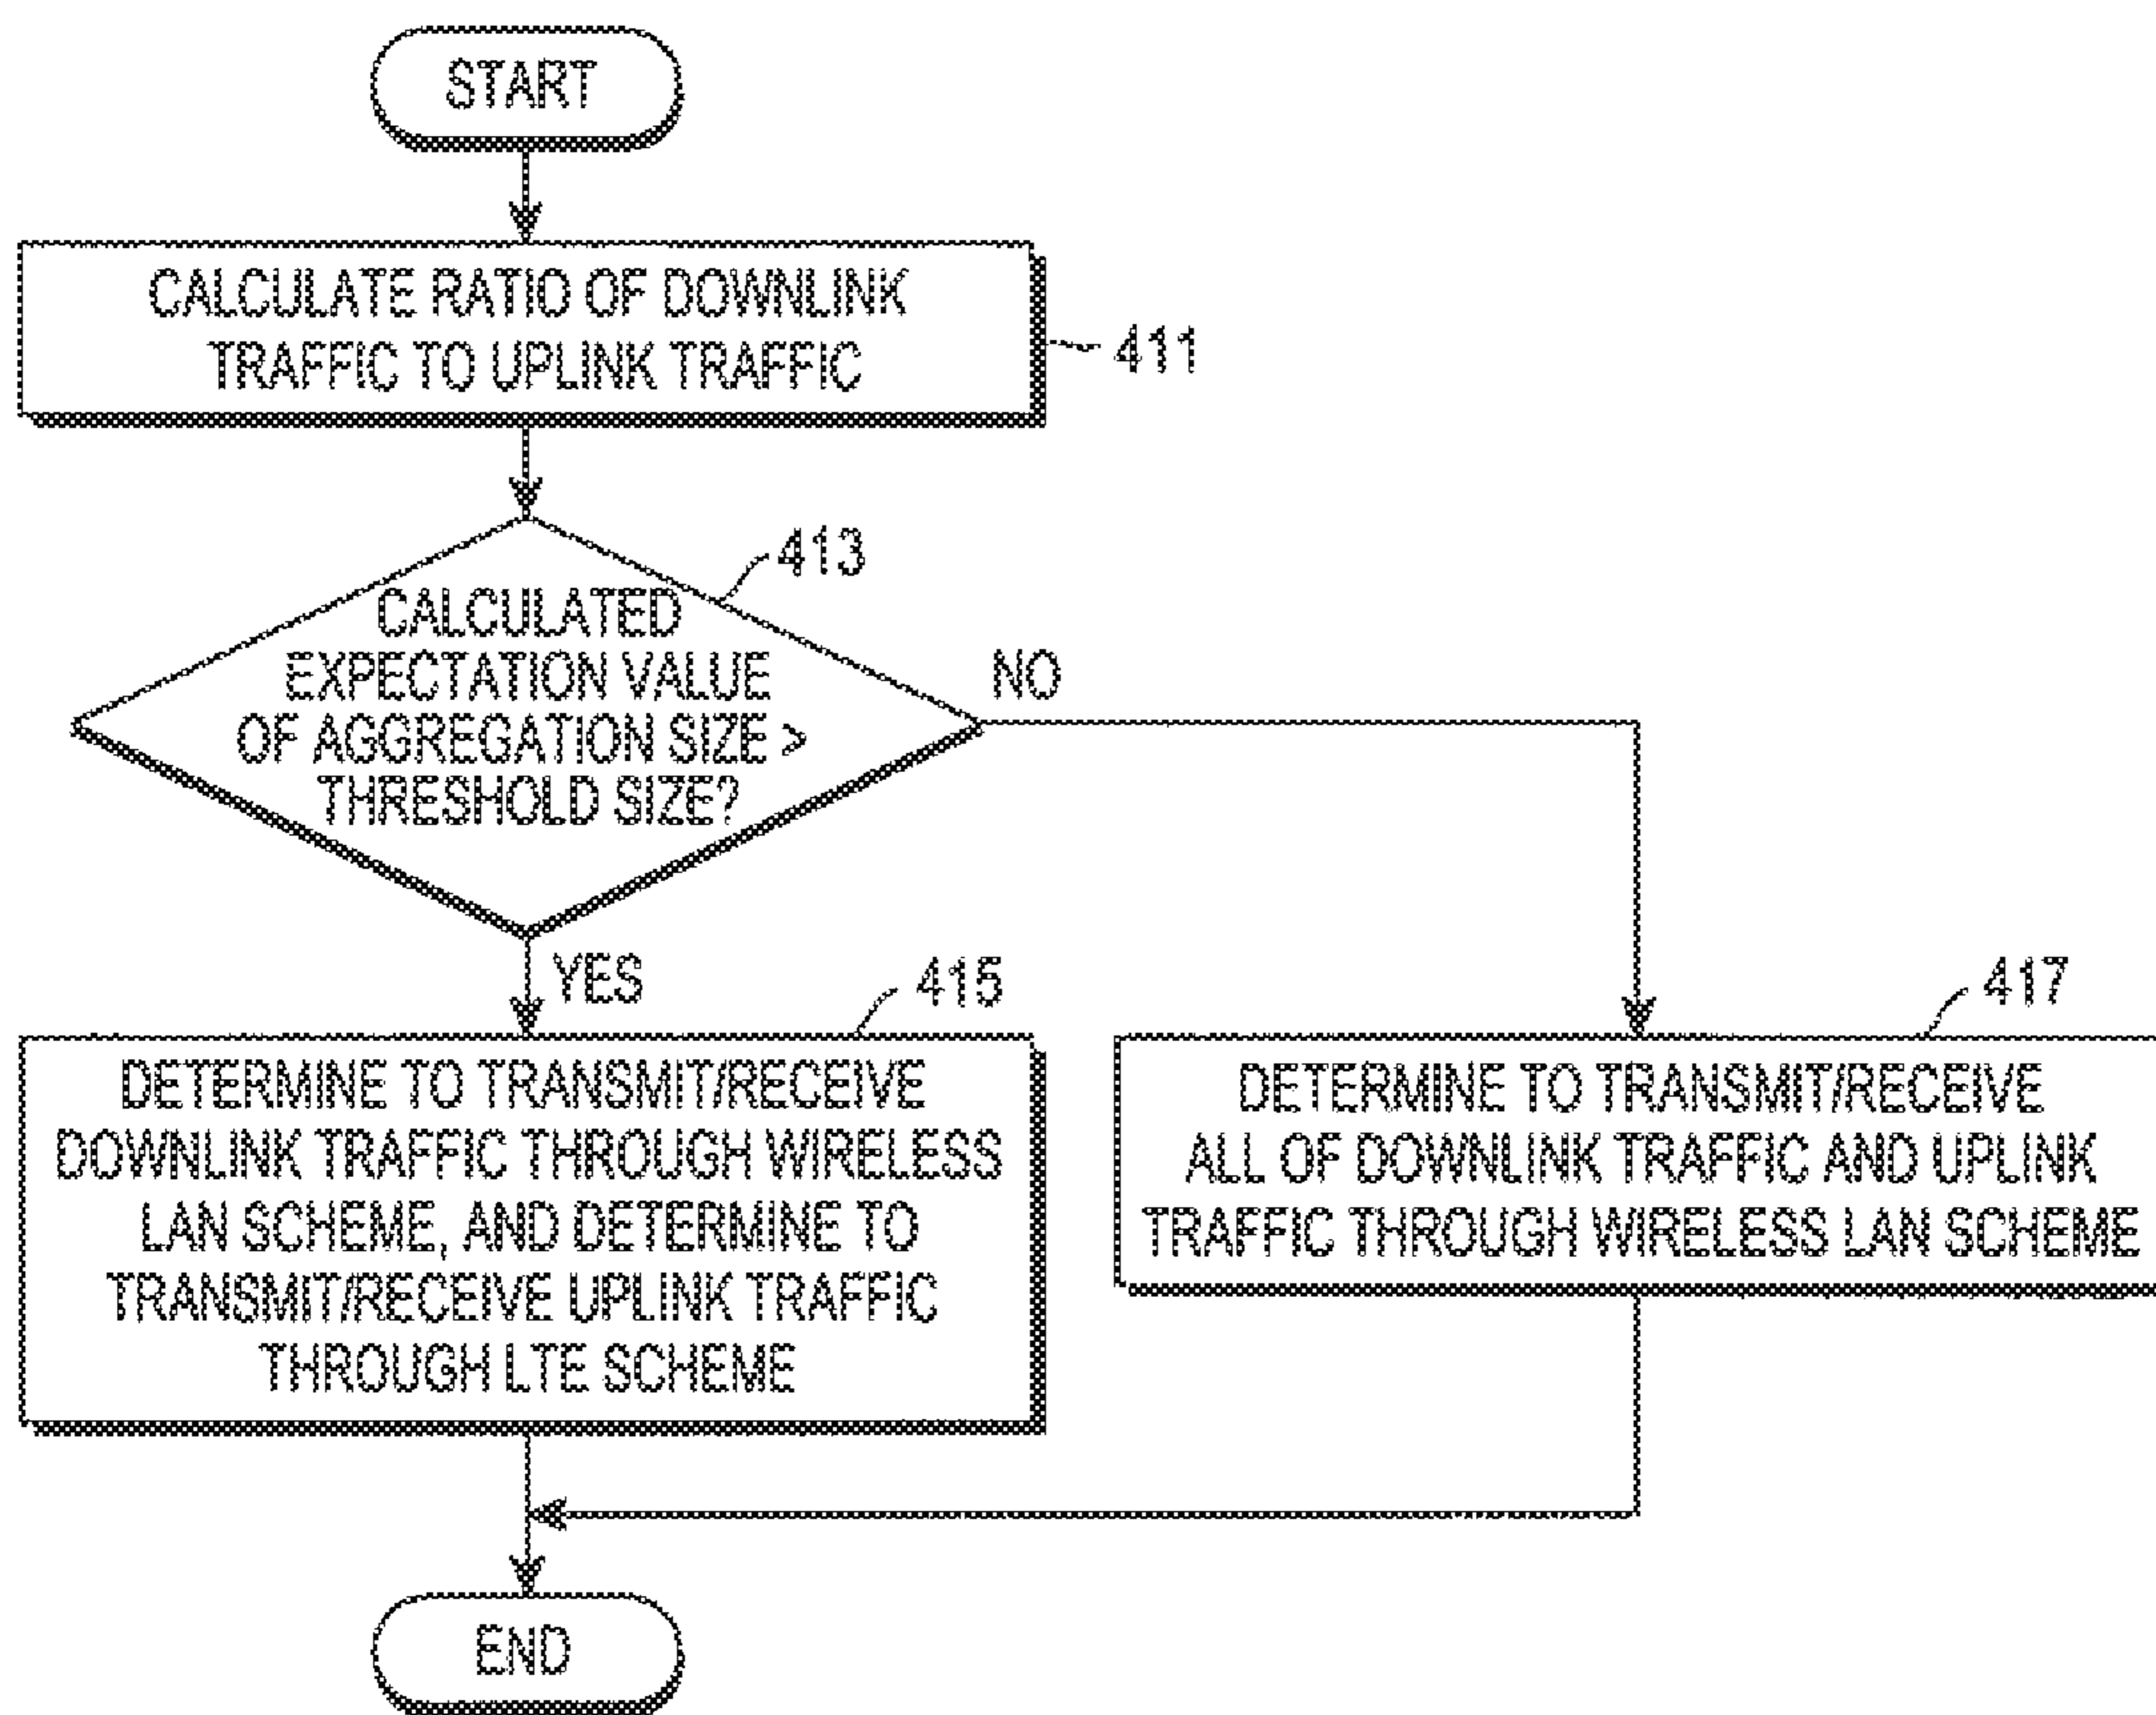 START
CALCULATE RATIO OF DOWNLINK
TRAFFIC TO UPLINK TRAFFIC
411
413
CALCULATED
EXPECTATION VALUE
OF AGGREGATION SIZE >
THRESHOLD SIZE?
NO
YES
415
DETERMINE TO TRANSMIT/RECEIVE
DOWNLINK TRAFFIC THROUGH WIRELESS
LAN SCHEME, AND DETERMINE TO
TRANSMIT/RECEIVE UPLINK TRAFFIC
THROUGH LTE SCHEME
417
DETERMINE TO TRANSMIT/RECEIVE
ALL OF DOWNLINK TRAFFIC AND UPLINK
TRAFFIC THROUGH WIRELESS LAN SCHEME
END